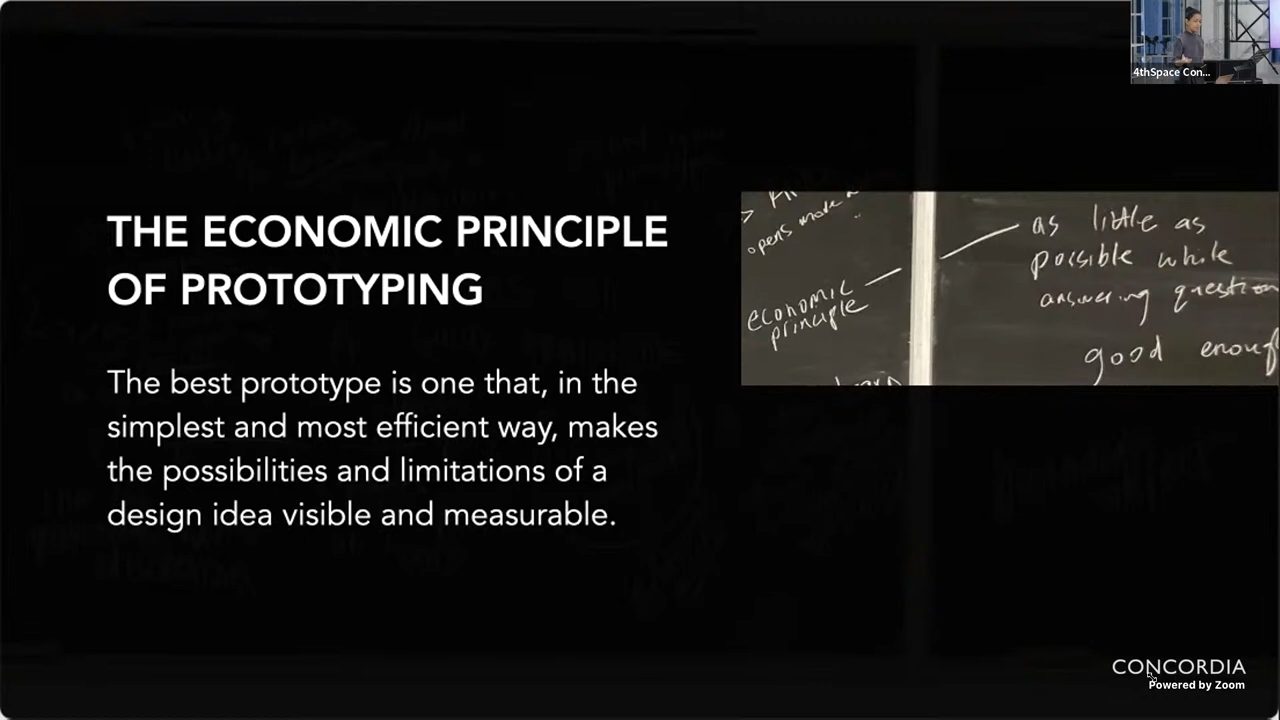 4thSpace Con...
THE ECONOMIC PRINCIPLE
OF PROTOTYPING
The best prototype is one that, in the
simplest and most efficient way, makes
the possibilities and limitations of a
design idea visible and measurable.
opens
economic
principle
as little as
possible while
answering question
good enoug
CONCORDIA
Powered by Zoom